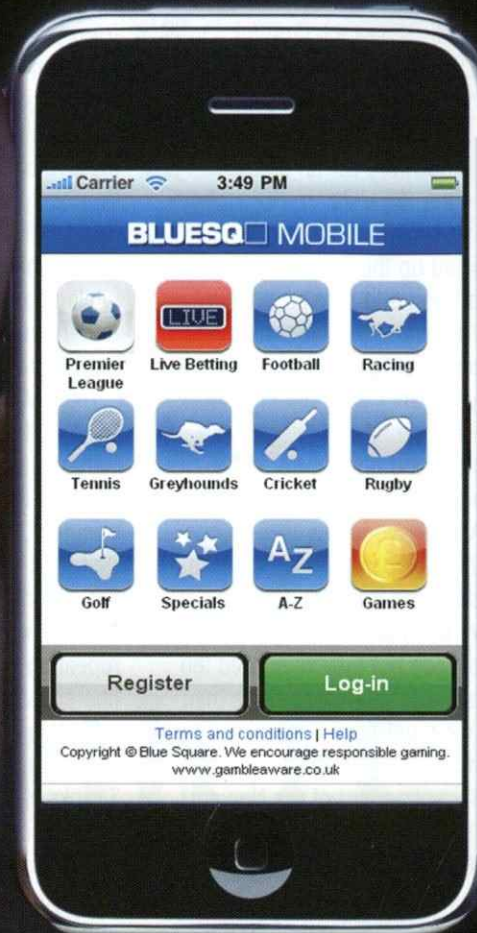 Carrier 3:49 PM
BLUESQ MOBILE
LIVE
Premier League
Live Betting
Football
Racing
Tennis
Greyhounds
Cricket
Rugby
AZ
Golf
Specials
A-Z
Games
Register
Log-in
Terms and conditions | Help
Copyright © Blue Square. We encourage responsible gaming.
www.gambleaware.co.uk